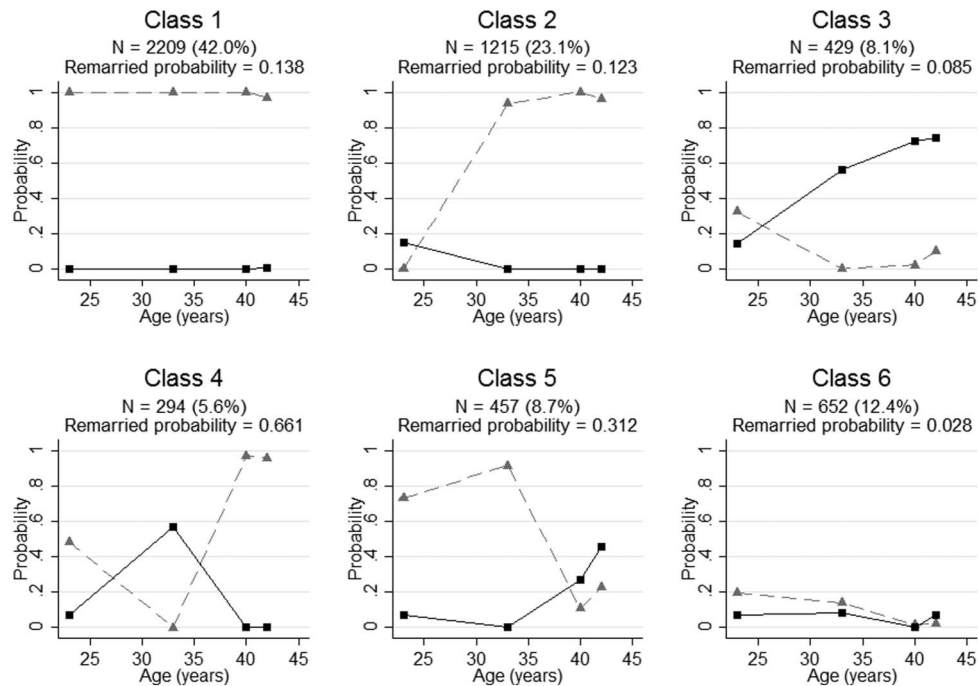 Class 1
N = 2209 (42.0%)
Remarried probability = 0.138
Probability
0 .2 .4 .6 .8 1
25 30 35 40 45
Age (years)
Class 2
N = 1215 (23.1%)
Remarried probability = 0.123
Probability
0 .2 .4 .6 .8 1
25 30 35 40 45
Age (years)
Class 3
N = 429 (8.1%)
Remarried probability = 0.085
Probability
0 .2 .4 .6 .8 1
25 30 35 40 45
Age (years)
Class 4
N = 294 (5.6%)
Remarried probability = 0.661
Probability
0 .2 .4 .6 .8 1
25 30 35 40 45
Age (years)
Class 5
N = 457 (8.7%)
Remarried probability = 0.312
Probability
0 .2 .4 .6 .8 1
25 30 35 40 45
Age (years)
Class 6
N = 652 (12.4%)
Remarried probability = 0.028
Probability
0 .2 .4 .6 .8 1
25 30 35 40 45
Age (years)